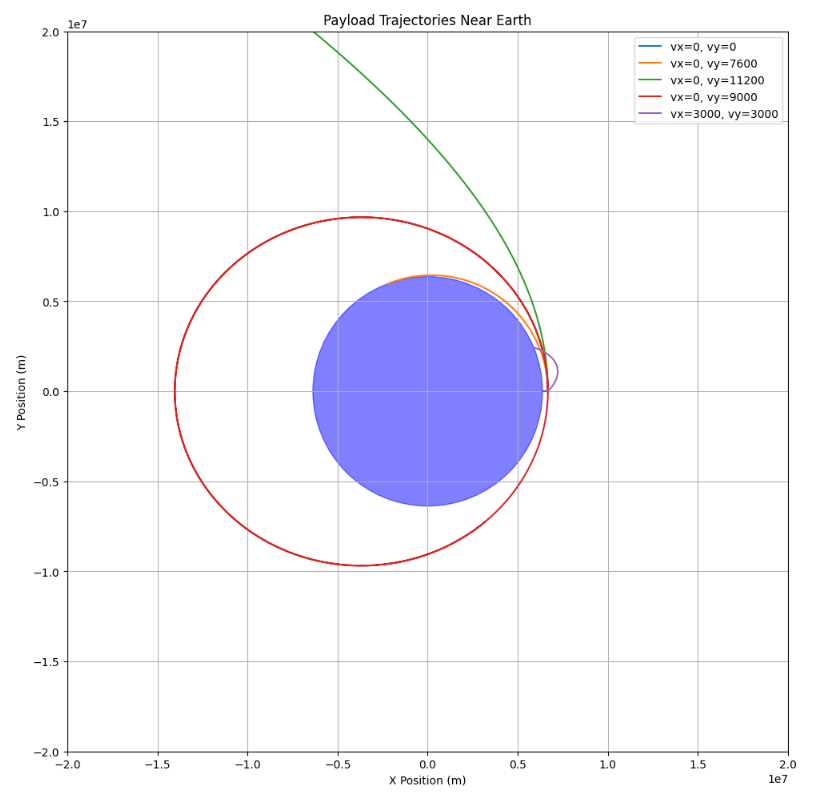 Payload Trajectories Near Earth
1e7
2.0
1.5
1.0
0.5
0.0
−0.5
−1.0
−1.5
−2.0
Y Position (m)
vx=0, vy=0
vx=0, vy=7600
vx=0, vy=11200
vx=0, vy=9000
vx=3000, vy=3000
−2.0 −1.5 −1.0 −0.5 0.0 0.5 1.0 1.5 2.0
X Position (m)
1e7